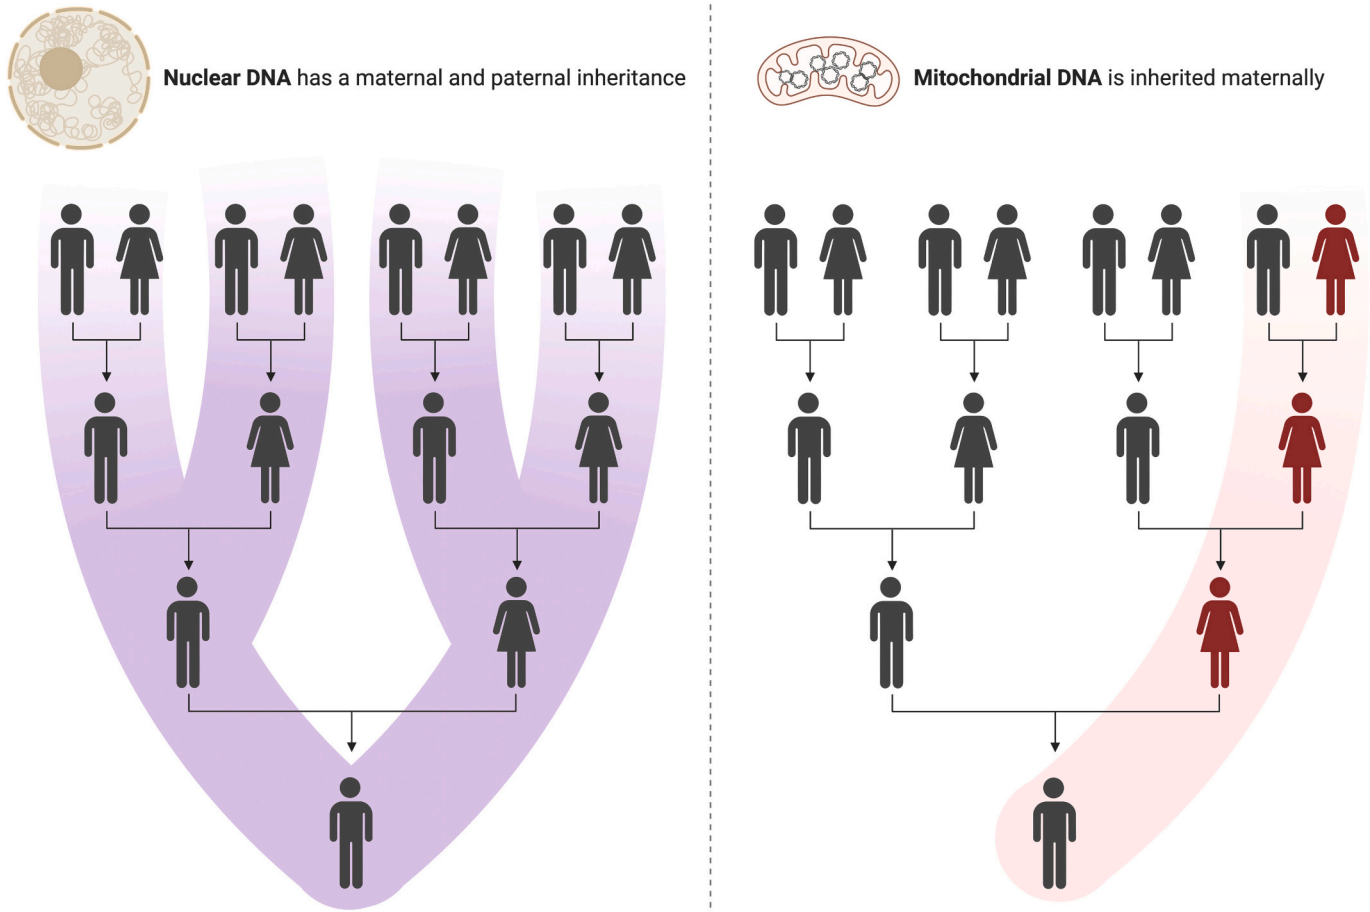 Nuclear DNA has a maternal and paternal inheritance
Mitochondrial DNA is inherited maternally